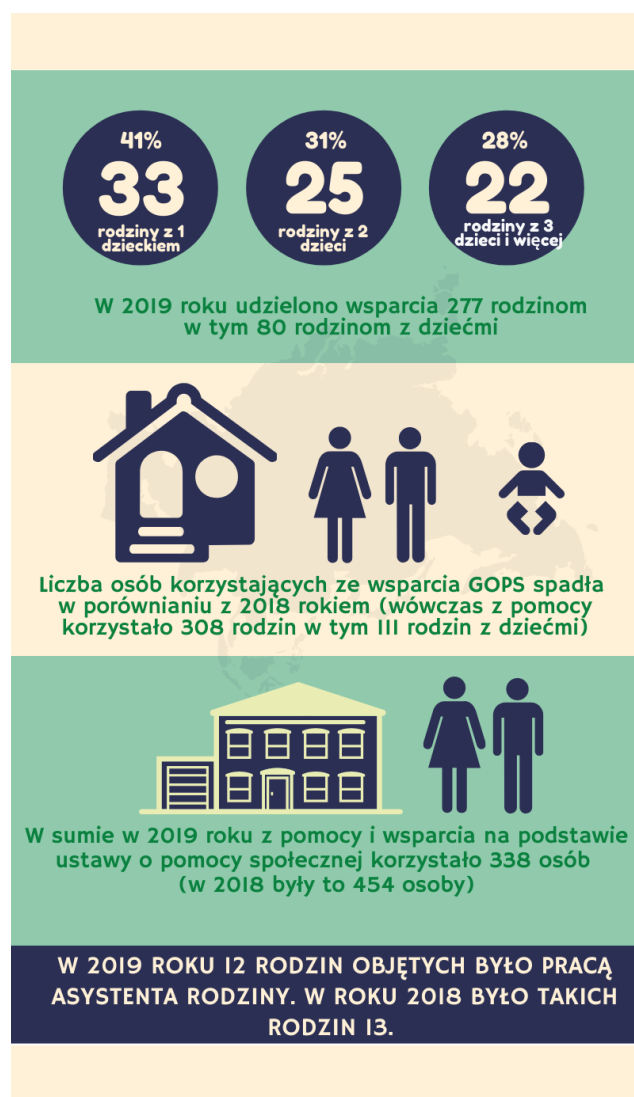 41%
33
rodziny z 1
dzieckiem
31%
25
rodziny z 2
dzieci
28%
22
rodziny z 3
dzieci i więcej
W 2019 roku udzielono wsparcia 277 rodzinom
w tym 80 rodzinom z dziećmi
Liczba osób korzystających ze wsparcia GOPS spadła
w porównianiu z 2018 rokiem (wówczas z pomocy
korzystało 308 rodzin w tym 111 rodzin z dziećmi)
W sumie w 2019 roku z pomocy i wsparcia na podstawie
ustawy o pomocy społecznej korzystało 338 osób
(w 2018 były to 454 osoby)
W 2019 ROKU 12 RODZIN OBJĘTYCH BYŁO PRACĄ
ASYSTENTA RODZINY. W ROKU 2018 BYŁO TAKICH
RODZIN 13.